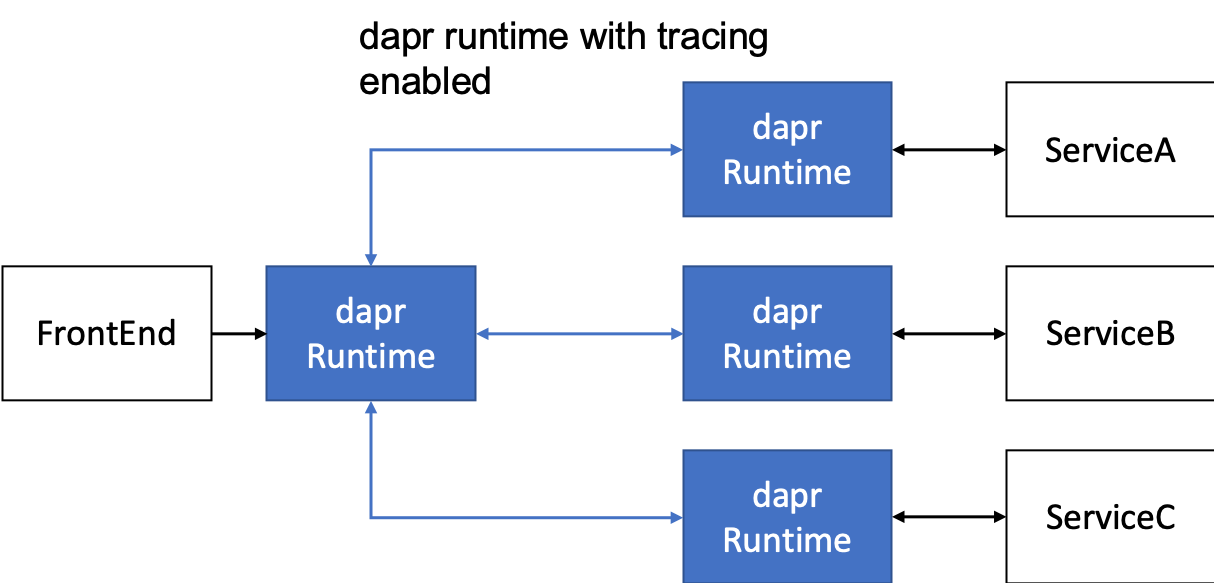 dapr runtime with tracing
enabled
dapr
Runtime
ServiceA
FrontEnd
dapr
Runtime
dapr
Runtime
ServiceB
dapr
Runtime
ServiceC